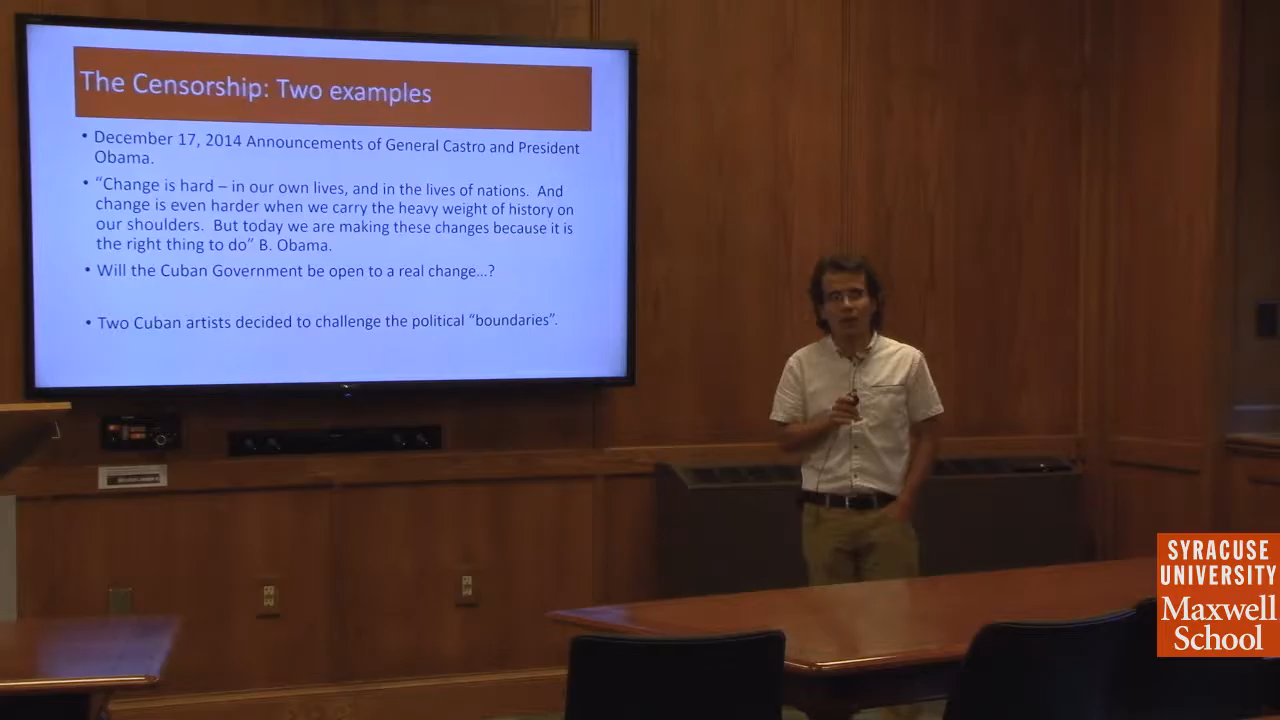 The Censorship: Two examples
• December 17, 2014 Announcements of General Castro and President
Obama.
• “Change is hard – in our own lives, and in the lives of nations. And
change is even harder when we carry the heavy weight of history on
our shoulders. But today we are making these changes because it is
the right thing to do” B. Obama.
• Will the Cuban Government be open to a real change…?
• Two Cuban artists decided to challenge the political “boundaries”.
SYRACUSE
UNIVERSITY
Maxwell
School